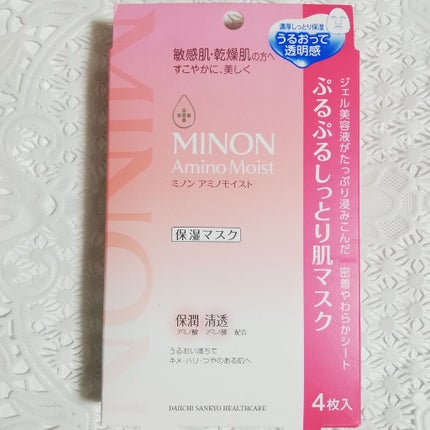 MINON
敏感肌・乾燥肌の方へ
すこやかに、美しく
MINON
Amino Moist
ミノン アミノモイスト
保湿マスク
保潤 清透
アミノ酸 アミノ酸 配合
うるおい満ちて
キメ・ハリ・つやのある肌へ
DAIICHI SANKYO HEALTHCARE
濃厚しっとり保湿
うるおって
透明感
ジェル美容液がたっぷり浸みこんだ 密着やわらかシート
ぷるぷるしっとり肌マスク
4枚入